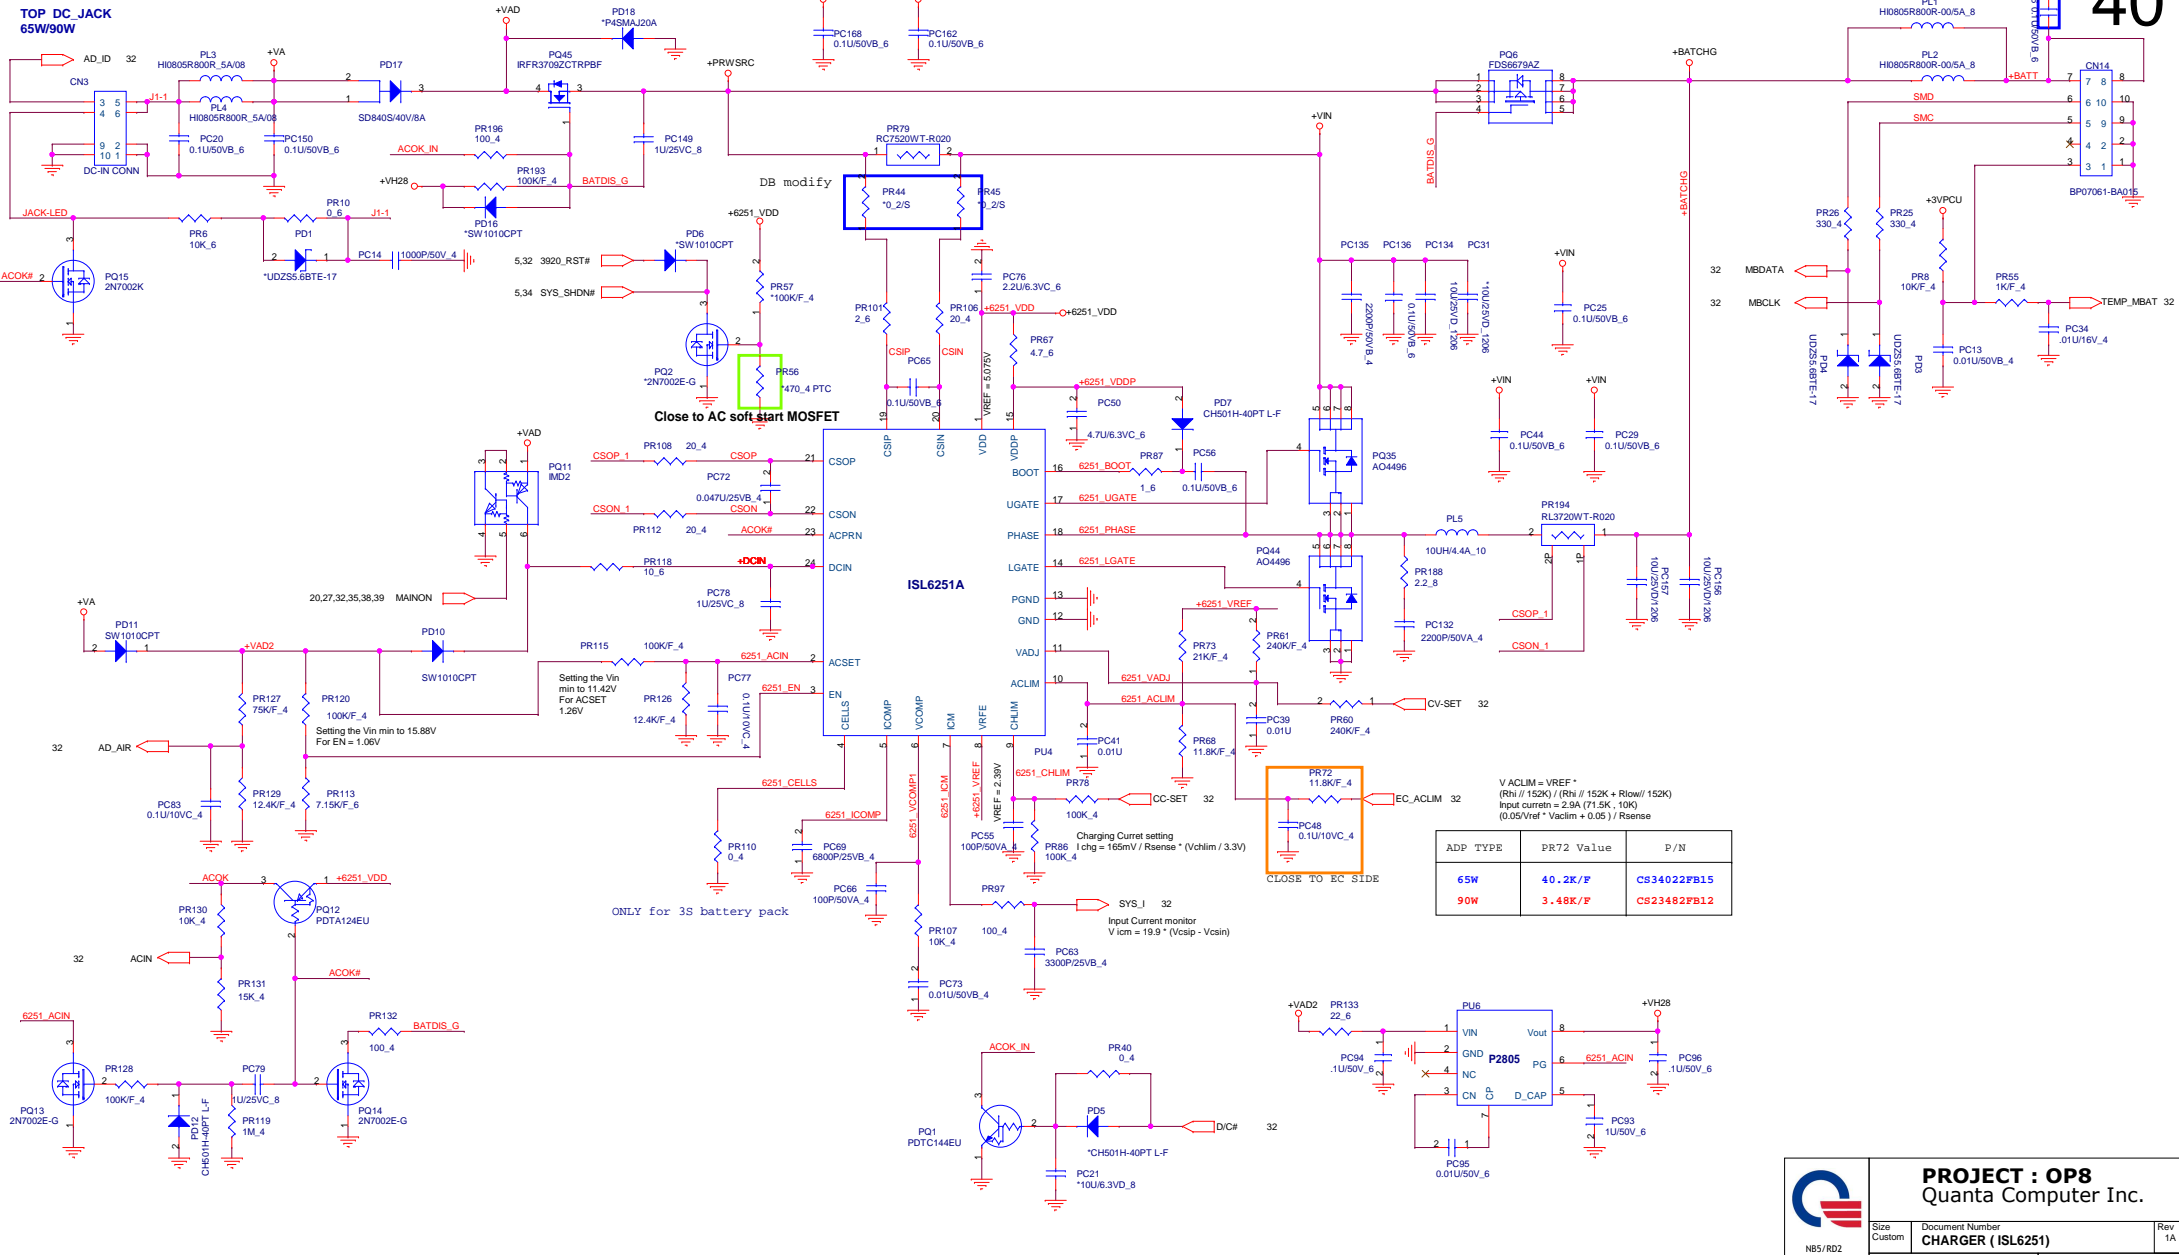 TOP DC_JACK
65W/90W
40
AD_ID 32
CN3
3 5
4 6
9 2
10 1
DC-IN CONN
J1-1
PL3
HI0805R800R_5A/08
PL4
HI0805R800R_5A/08
+VA
PC20
0.1U/50VB_6
PC150
0.1U/50VB_6
PD17
SD840S/40V/8A
+VAD
PD18
*P4SMAJ20A
PQ45
IRFR3709ZCTRPBF
PR196
100_4
ACOK_IN
PR193
100K/F_4
+VH28
BATDIS_G
PD16
*SW1010CPT
PC149
1U/25VC_8
PC168
0.1U/50VB_6
PC162
0.1U/50VB_6
+PRWSRC
PR79
RC7520WT-R020
DB modify
PR44
*0_2/S
PR45
*0_2/S
+VIN
PQ6
FDS6679AZ
BATDIS_G
+BATCHG
+BATCHG
PL1
HI0805R800R-00/5A_8
PL2
HI0805R800R-00/5A_8
+BATT
CN14
7 8
6 10
5 9
4 2
3 1
BP07061-BA015
SMD
SMC
JACK-LED
PR6
10K_6
PR10
0_6
J1-1
PD1
*UDZS5.6BTE-17
PC14
1000P/50V_4
ACOK#
PQ15
2N7002K
+6251_VDD
PD6
*SW1010CPT
5,32 3920_RST#
5,34 SYS_SHDN#
PR57
*100K/F_4
PQ2
*2N7002E-G
PR56
*470_4 PTC
Close to AC soft start MOSFET
PR101
2_6
PR106
20_4
CSIP
CSIN
PC65
0.1U/50VB_6
PC76
2.2U/6.3VC_6
+6251_VDD
+6251_VDD
VREF = 5.075V
PR67
4.7_6
+6251_VDDP
PC50
4.7U/6.3VC_6
PD7
CH501H-40PT L-F
PC135
2200P/50VB_4
PC136
0.1U/50VB_6
PC134
10U/25VD_1206
PC31
*10U/25VD_1206
+VIN
PC25
0.1U/50VB_6
+VIN
PC44
0.1U/50VB_6
+VIN
PC29
0.1U/50VB_6
PR26
330_4
PR25
330_4
32 MBDATA
32 MBCLK
PD4
UDZS5.6BTE-17
PD3
UDZS5.6BTE-17
+3VPCU
PR8
10K/F_4
PR55
1K/F_4
TEMP_MBAT 32
PC13
0.01U/50VB_4
PC34
.01U/16V_4
+VAD
PQ11
IMD2
20,27,32,35,38,39 MAINON
CSOP_1
PR108 20_4
CSOP
PC72
0.047U/25VB_4
CSON_1
CSON
PR112 20_4
ACOK#
PR118
10_6
+DCIN
PC78
1U/25VC_8
ISL6251A
CSIP
CSIN
VDD
VDDP
CSOP
CSON
ACPRN
DCIN
ACSET
EN
CELLS
ICOMP
VCOMP
ICM
VRFE
CHLIM
BOOT
UGATE
PHASE
LGATE
PGND
GND
VADJ
ACLIM
PU4
6251_BOOT
PR87
1_6
PC56
0.1U/50VB_6
6251_UGATE
6251_PHASE
6251_LGATE
PQ35
AO4496
PQ44
AO4496
PL5
10UH/4.4A_10
PR194
RL3720WT-R020
PR188
2.2_8
PC132
2200P/50VA_4
CSOP_1
CSON_1
PC157
10U/25VD/1206
PC156
10U/25VD/1206
+VA
PD11
SW1010CPT
+VAD2
PD10
SW1010CPT
PR127
75K/F_4
PR120
100K/F_4
Setting the Vin min to 15.88V
For EN = 1.06V
32 AD_AIR
PC83
0.1U/10VC_4
PR129
12.4K/F_4
PR113
7.15K/F_6
PR115 100K/F_4
Setting the Vin
min to 11.42V
For ACSET
1.26V
PR126
12.4K/F_4
6251_ACIN
PC77
0.1U/10VC_4
6251_EN
+6251_VREF
PR73
21K/F_4
PR61
240K/F_4
6251_VADJ
6251_ACLIM
PC39
0.01U
PR60
240K/F_4
CV-SET 32
PC41
0.01U
PR68
11.8K/F_4
6251_CELLS
PR110
0_4
6251_ICOMP
PC69
6800P/25VB_4
6251_VCOMP1
6251_ICM
+6251_VREF
VREF = 2.39V
6251_CHLIM
PR78
100K_4
CC-SET 32
PC55
100P/50VA_4
PR86
100K_4
Charging Curret setting
I chg = 165mV / Rsense * (Vchlim / 3.3V)
PR72
11.8K/F_4
EC_ACLIM 32
PC48
0.1U/10VC_4
CLOSE TO EC SIDE
V ACLIM = VREF *
(Rhi // 152K) / (Rhi // 152K + Rlow// 152K)
Input curretn = 2.9A (71.5K , 10K)
(0.05/Vref * Vaclim + 0.05 ) / Rsense
ADP TYPE PR72 Value P/N
65W 40.2K/F CS34022FB15
90W 3.48K/F CS23482FB12
ONLY for 3S battery pack
PC66
100P/50VA_4
PR107
10K_4
PC73
0.01U/50VB_4
PR97
100_4
SYS_I 32
Input Current monitor
V icm = 19.9 * (Vcsip - Vcsin)
PC63
3300P/25VB_4
ACOK
+6251_VDD
PR130
10K_4
PQ12
PDTA124EU
32 ACIN
PR131
15K_4
ACOK#
6251_ACIN
PR132
100_4
BATDIS_G
PQ13
2N7002E-G
PR128
100K/F_4
PC79
1U/25VC_8
PD12
CH501H-40PT L-F
PR119
1M_4
PQ14
2N7002E-G
ACOK_IN
PR40
0_4
PQ1
PDTC144EU
PD5
*CH501H-40PT L-F
D/C# 32
PC21
*10U/6.3VD_8
+VAD2
PR133
22_6
PC94
.1U/50V_6
PU6
P2805
VIN
GND
NC
CN
CP
Vout
PG
D_CAP
+VH28
6251_ACIN
PC96
.1U/50V_6
PC93
1U/50V_6
PC95
0.01U/50V_6
PROJECT : OP8
Quanta Computer Inc.
NB5/RD2
Size
Custom
Document Number
CHARGER ( ISL6251)
Rev
1A